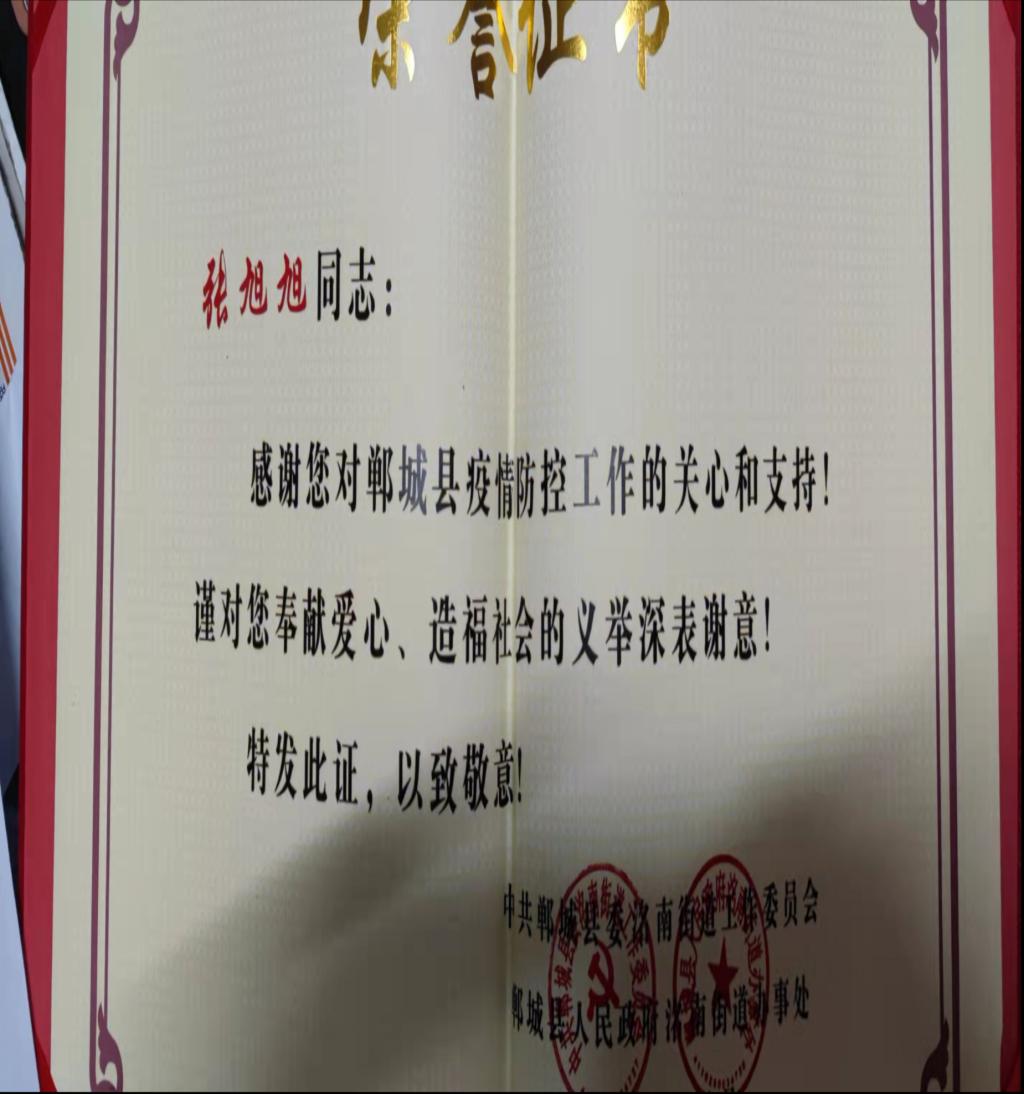 荣誉证书
张旭旭同志：
感谢您对郸城县疫情防控工作的关心和支持！
谨对您奉献爱心、造福社会的义举深表谢意！
特发此证，以致敬意！
中共郸城县委洺南街道工作委员会
郸城县人民政府洺南街道办事处